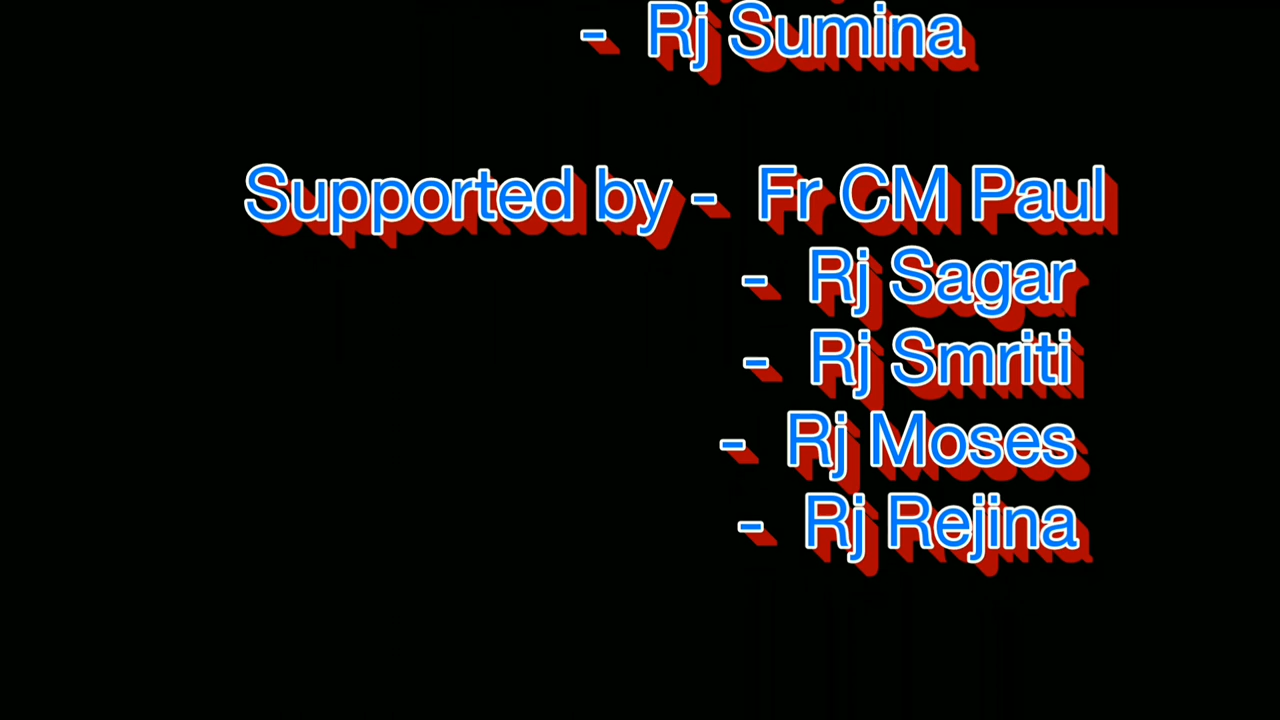 - Rj Sumina
Supported by - Fr CM Paul
- Rj Sagar
- Rj Smriti
- Rj Moses
- Rj Rejina